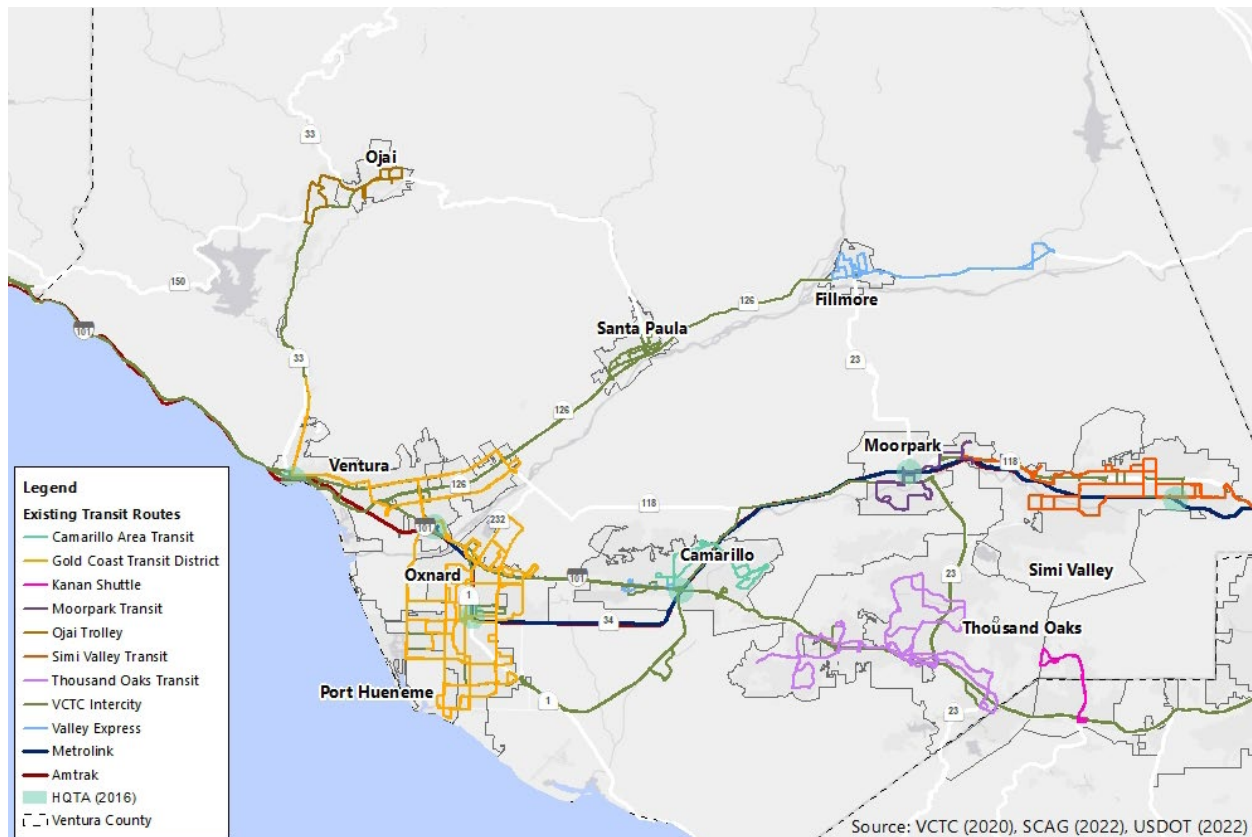 33
Ojai
150
101
126
Fillmore
Santa Paula
33
23
126
Moorpark
Ventura
126
118
232
101
118
Camarillo
Oxnard
101
1
34
23
Simi Valley
Thousand Oaks
Port Hueneme
1
23
Legend
Existing Transit Routes
Camarillo Area Transit
Gold Coast Transit District
Kanan Shuttle
Moorpark Transit
Ojai Trolley
Simi Valley Transit
Thousand Oaks Transit
VCTC Intercity
Valley Express
Metrolink
Amtrak
HQTA (2016)
Ventura County
Source: VCTC (2020), SCAG (2022), USDOT (2022)